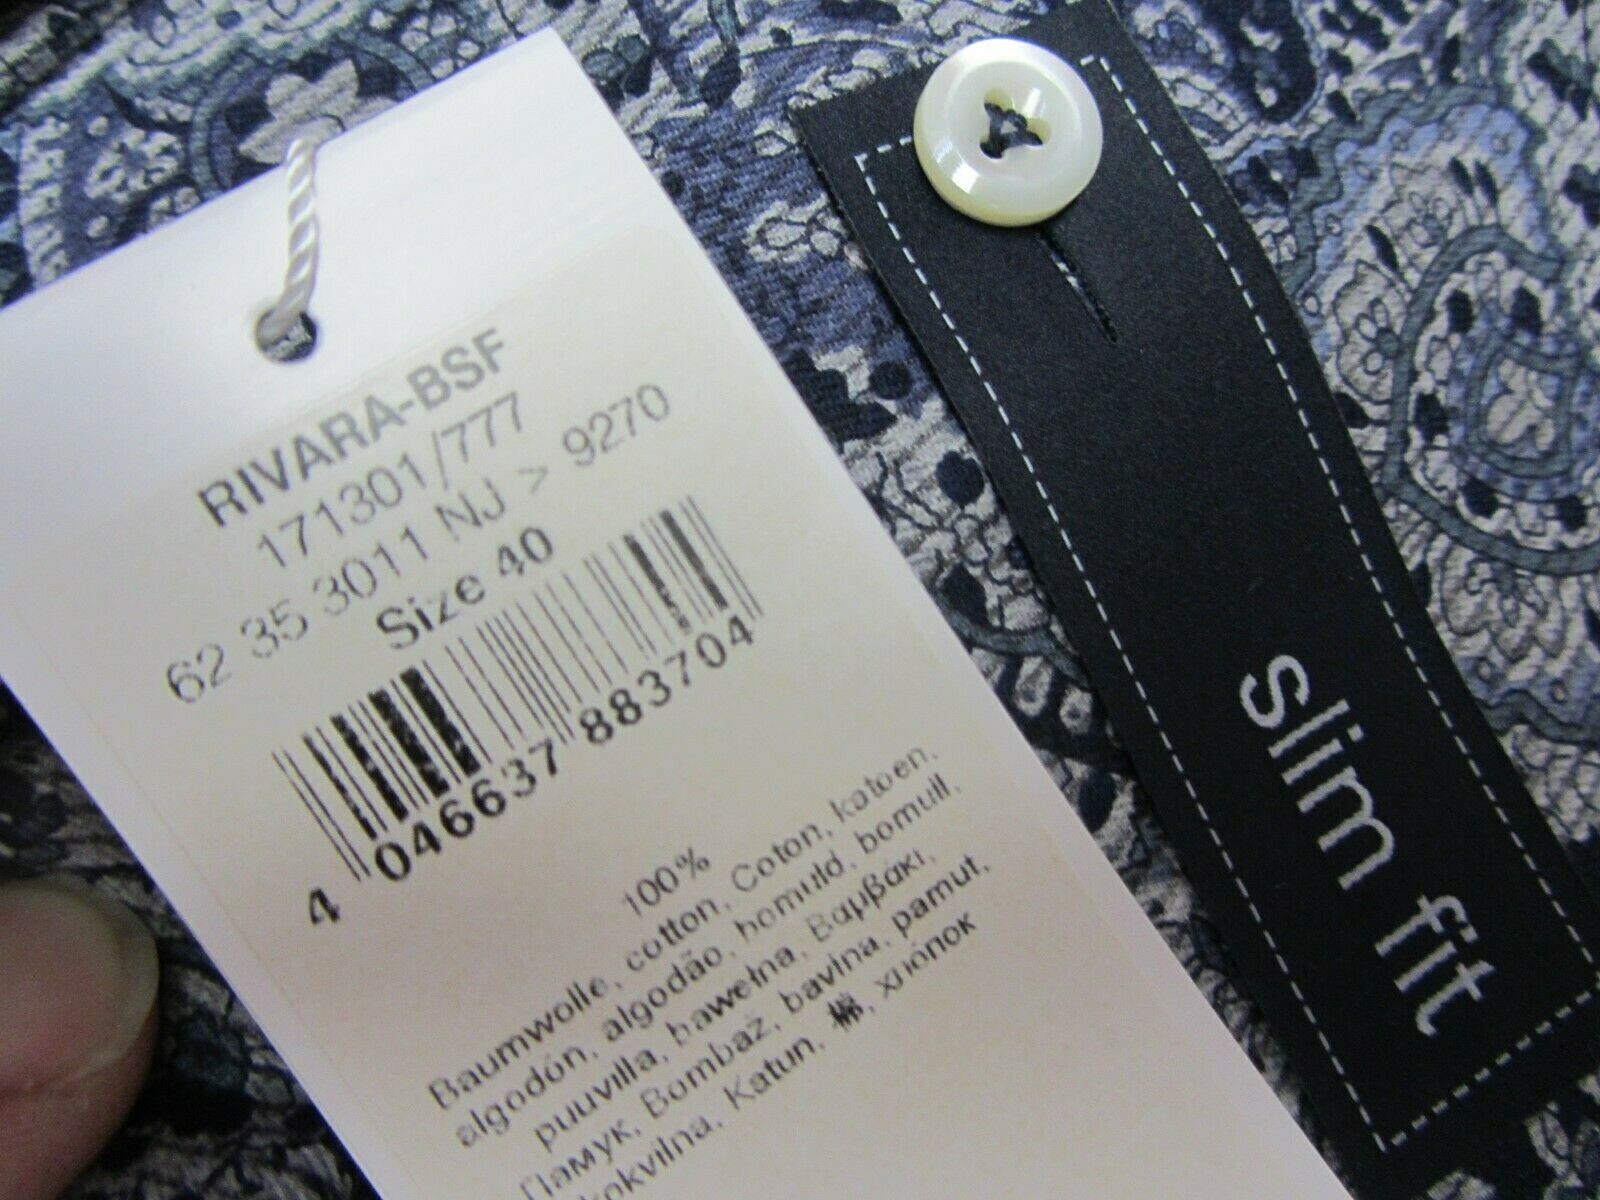 RIVARA-BSF
171301/777
62 35 3011 NJ > 9270
Size 40
4 046637 883704
100%
Baumwolle, cotton, Coton, katoen,
algodón, algodão, bomuld, bomull,
puuvilla, bawełna, Βαμβάκι,
Памук, Bombaž, bavlna, pamut,
kokvilna, Katun, 棉, хлопок
slim fit